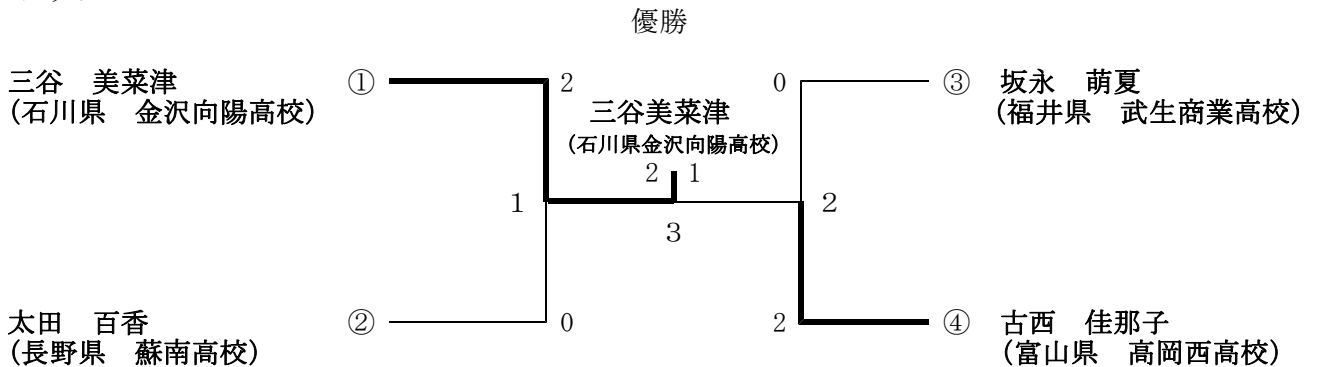 優勝
三谷　美菜津　①　2　0　③　坂永　萌夏
(石川県　金沢向陽高校)　三谷美菜津　(福井県　武生商業高校)
(石川県金沢向陽高校)
2　1
1　2
3
太田　百香　②　0　2　④　古西　佳那子
(長野県　蘇南高校)　(富山県　高岡西高校)